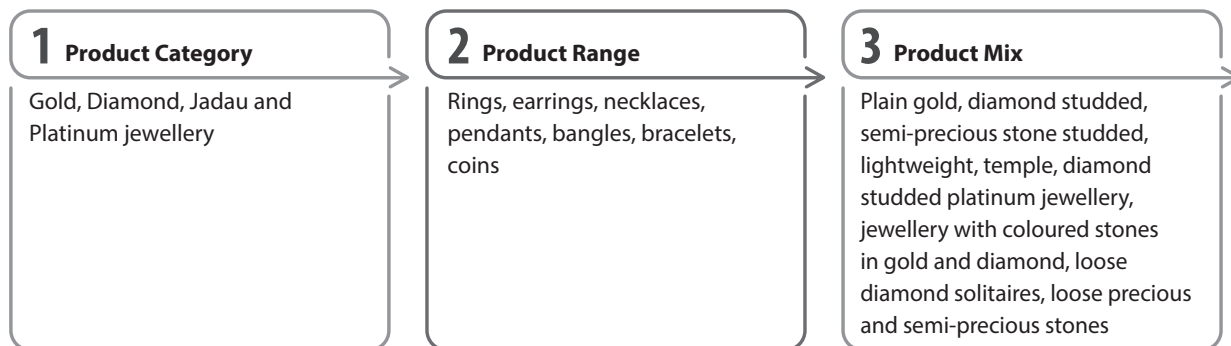 1 Product Category
Gold, Diamond, Jadau and
Platinum jewellery
2 Product Range
Rings, earrings, necklaces,
pendants, bangles, bracelets,
coins
3 Product Mix
Plain gold, diamond studded,
semi-precious stone studded,
lightweight, temple, diamond
studded platinum jewellery,
jewellery with coloured stones
in gold and diamond, loose
diamond solitaires, loose precious
and semi-precious stones